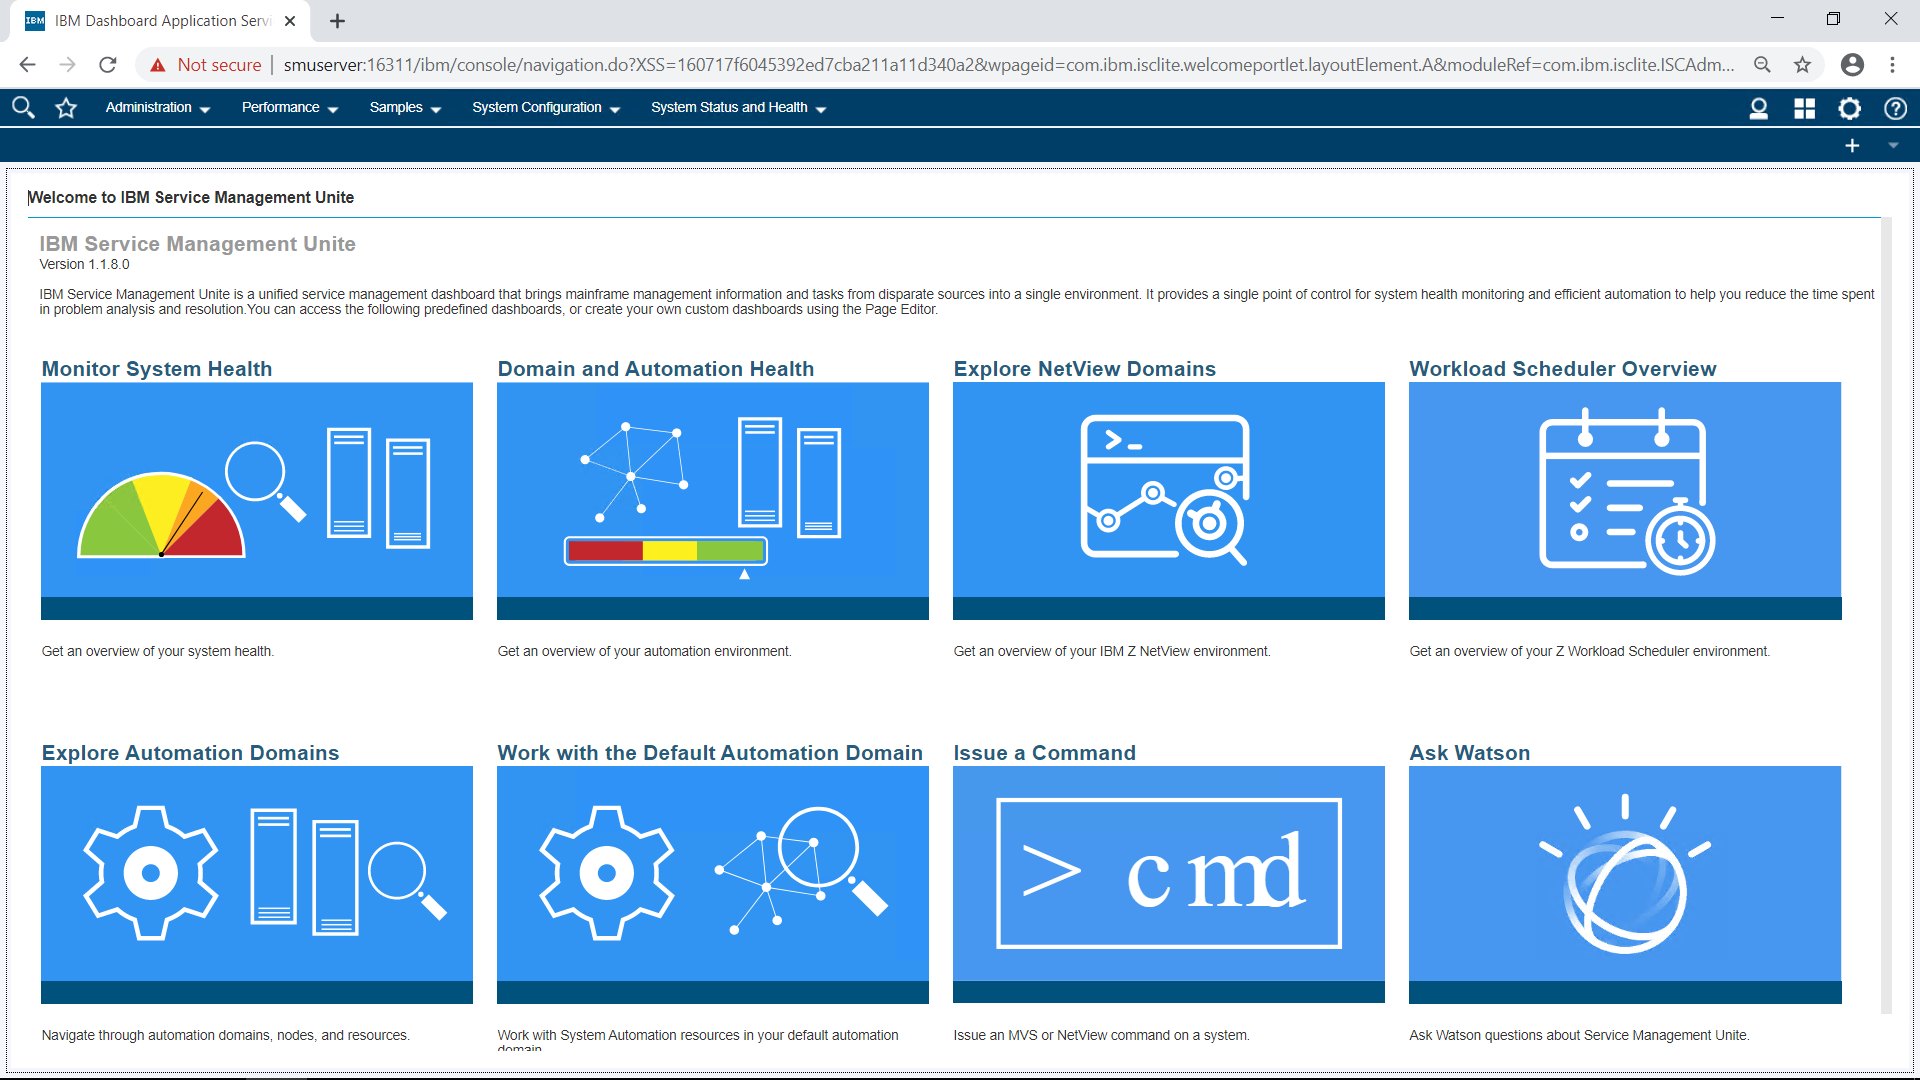 IBM IBM Dashboard Application Servi
Not secure smuserver:16311/ibm/console/navigation.do?XSS=160717f6045392ed7cba211a11d340a2&wpageid=com.ibm.isclite.welcomeportlet.layoutElement.A&moduleRef=com.ibm.isclite.ISCAdm...
Administration Performance Samples System Configuration System Status and Health
Welcome to IBM Service Management Unite
IBM Service Management Unite
Version 1.1.8.0
IBM Service Management Unite is a unified service management dashboard that brings mainframe management information and tasks from disparate sources into a single environment. It provides a single point of control for system health monitoring and efficient automation to help you reduce the time spent
in problem analysis and resolution.You can access the following predefined dashboards, or create your own custom dashboards using the Page Editor.
Monitor System Health
Get an overview of your system health.
Domain and Automation Health
Get an overview of your automation environment.
Explore NetView Domains
Get an overview of your IBM Z NetView environment.
Workload Scheduler Overview
Get an overview of your Z Workload Scheduler environment.
Explore Automation Domains
Navigate through automation domains, nodes, and resources.
Work with the Default Automation Domain
Work with System Automation resources in your default automation
domain
Issue a Command
> cmd
Issue an MVS or NetView command on a system.
Ask Watson
Ask Watson questions about Service Management Unite.